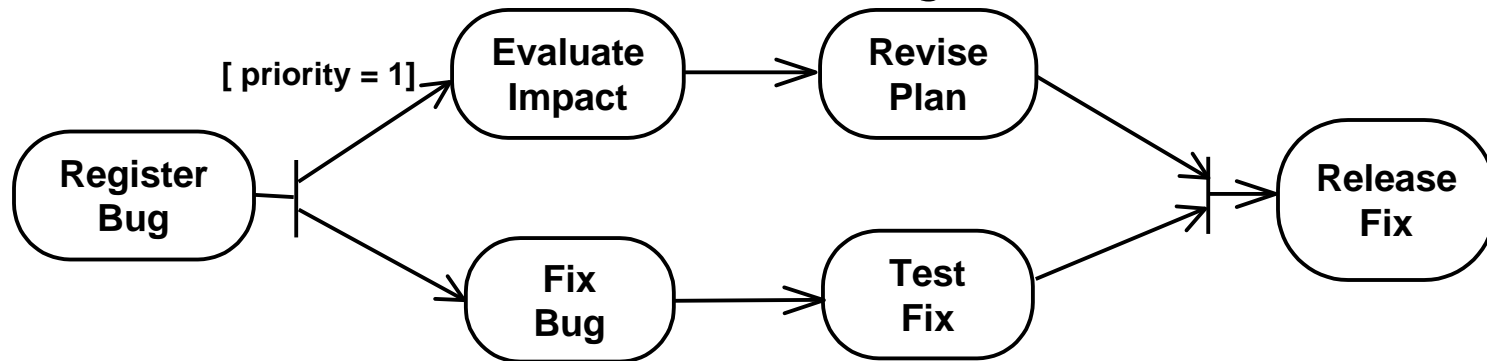 Evaluate
Impact
Revise
Plan
[ priority = 1]
Register
Bug
Release
Fix
Fix
Bug
Test
Fix